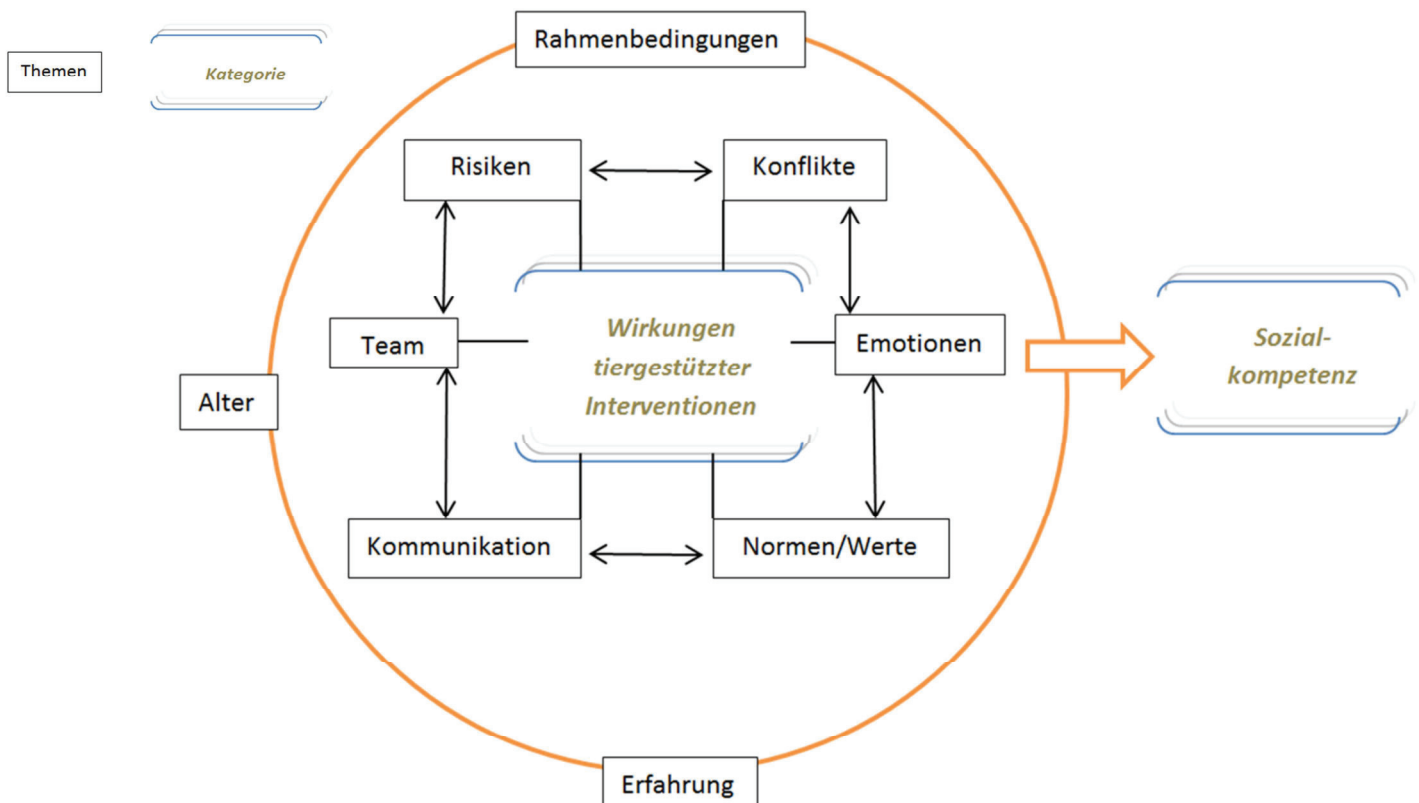 Rahmenbedingungen
Themen
Kategorie
Risiken
Konflikte
Wirkungen
tiergestützter
Interventionen
Team
Emotionen
Sozial-
kompetenz
Alter
Kommunikation
Normen/Werte
Erfahrung